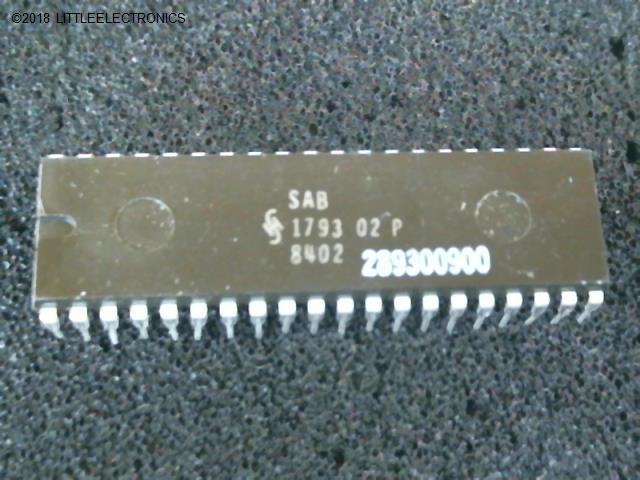 ©2018 LITTLEELECTRONICS
SAB
1793 02 P
8402 289300900